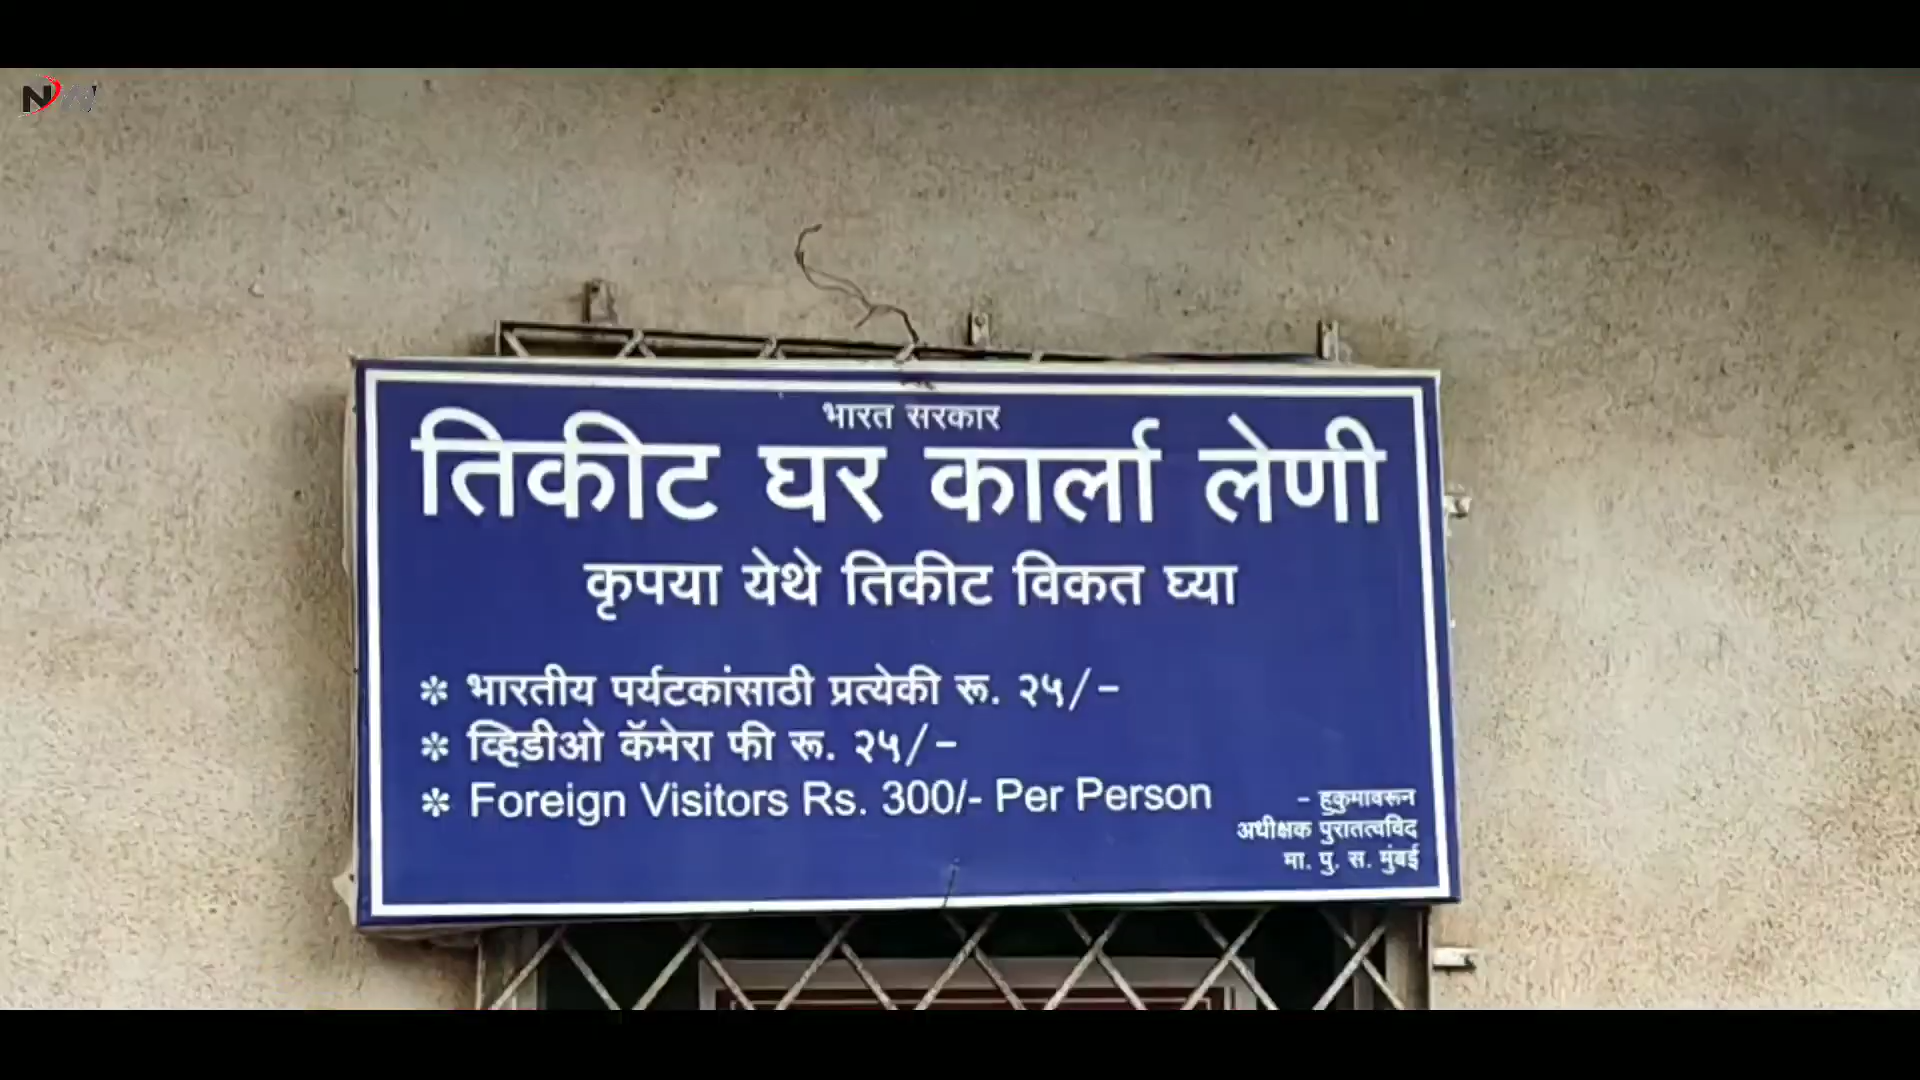 भारत सरकार
तिकीट घर कार्ला लेणी
कृपया येथे तिकीट विकत घ्या
✼ भारतीय पर्यटकांसाठी प्रत्येकी रू. २५/-
✼ व्हिडीओ कॅमेरा फी रू. २५/-
✼ Foreign Visitors Rs. 300/- Per Person
- हुकुमावरून
अधीक्षक पुरातत्वविद
मा. पु. स. मुंबई